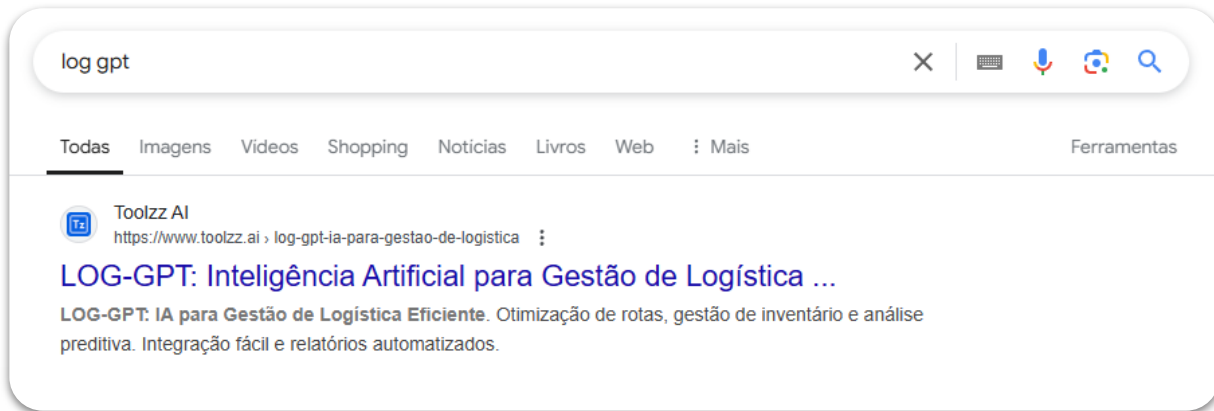 log gpt
Todas Imagens Vídeos Shopping Notícias Livros Web Mais Ferramentas
Tz
Toolzz AI
https://www.toolzz.ai › log-gpt-ia-para-gestao-de-logistica
LOG-GPT: Inteligência Artificial para Gestão de Logística ...
LOG-GPT: IA para Gestão de Logística Eficiente. Otimização de rotas, gestão de inventário e análise
preditiva. Integração fácil e relatórios automatizados.